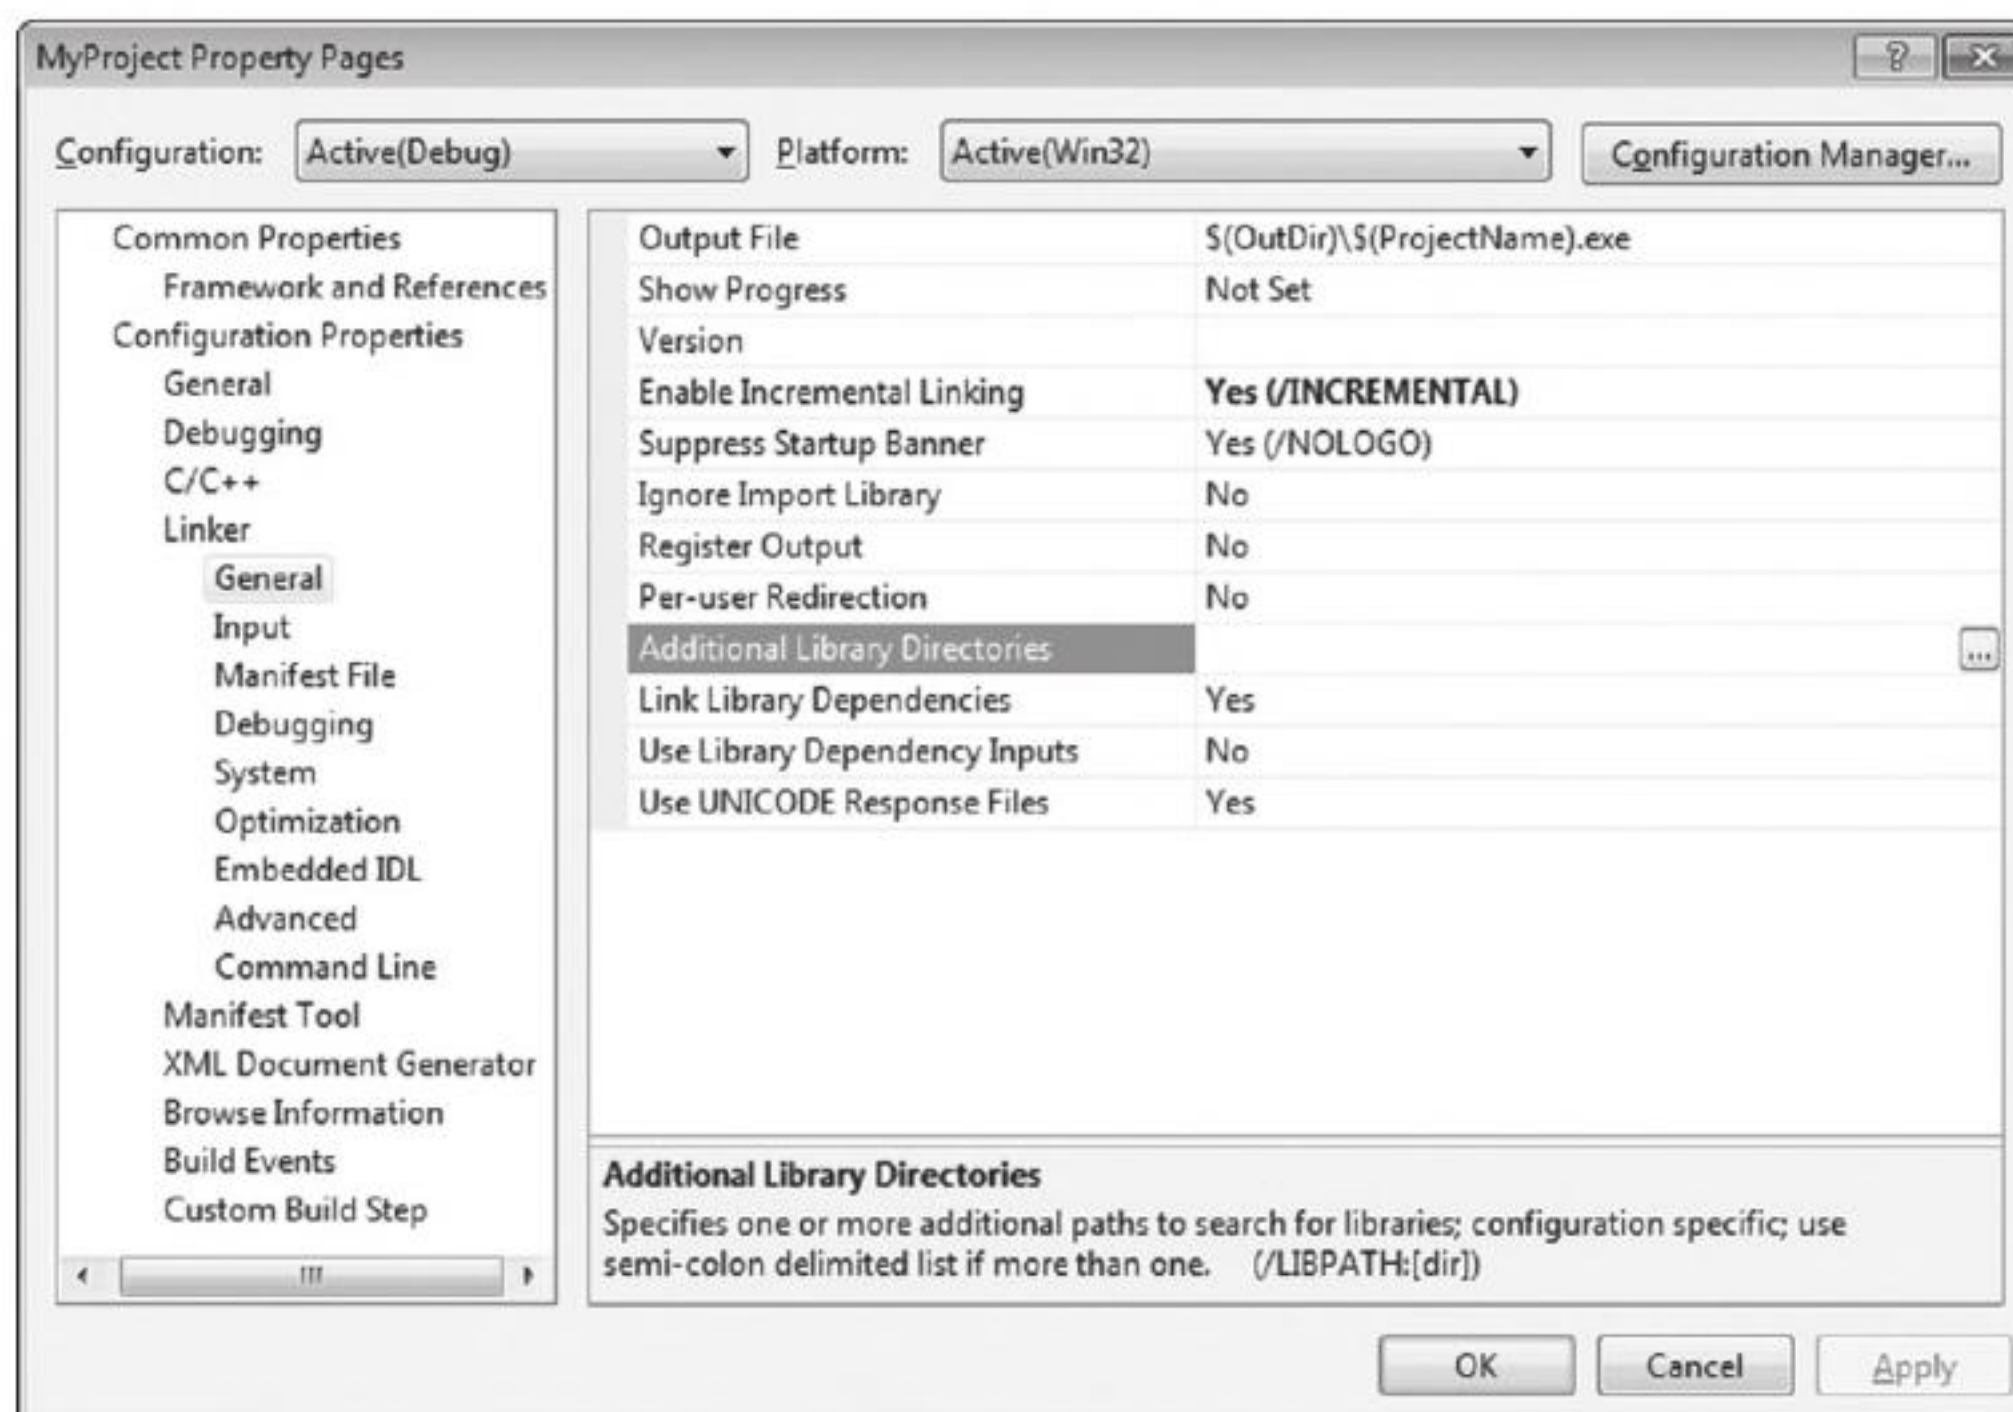 MyProject Property Pages
Configuration: Active(Debug) Platform: Active(Win32) Configuration Manager...
Common Properties
Framework and References
Configuration Properties
General
Debugging
C/C++
Linker
General
Input
Manifest File
Debugging
System
Optimization
Embedded IDL
Advanced
Command Line
Manifest Tool
XML Document Generator
Browse Information
Build Events
Custom Build Step
Output File $(OutDir)\$(ProjectName).exe
Show Progress Not Set
Version
Enable Incremental Linking Yes (/INCREMENTAL)
Suppress Startup Banner Yes (/NOLOGO)
Ignore Import Library No
Register Output No
Per-user Redirection No
Additional Library Directories ...
Link Library Dependencies Yes
Use Library Dependency Inputs No
Use UNICODE Response Files Yes
Additional Library Directories
Specifies one or more additional paths to search for libraries; configuration specific; use
semi-colon delimited list if more than one. (/LIBPATH:[dir])
OK Cancel Apply